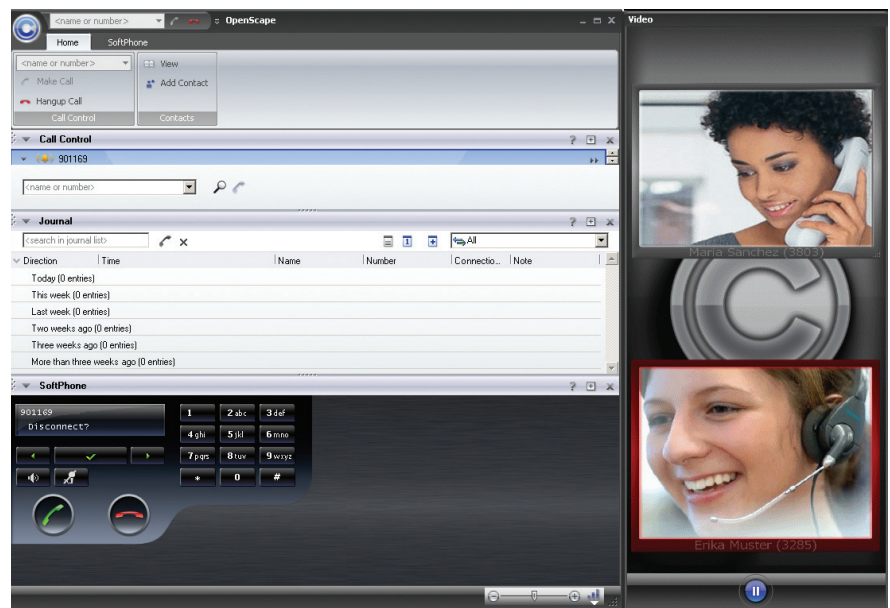 <name or number>
OpenScape
Home SoftPhone
<name or number>
Make Call
Hangup Call
Call Control
View
Add Contact
Contacts
Call Control
901169
<name or number>
Journal
<search in journal list>
1
All
Direction Time Name Number Connectio... Note
Today (0 entries)
This week (0 entries)
Last week (0 entries)
Two weeks ago (0 entries)
Three weeks ago (0 entries)
More than three weeks ago (0 entries)
SoftPhone
901169
Disconnect?
1 2 abc 3 def
4 ghi 5 jkl 6 mno
7 pqrs 8 tuv 9 wxyz
* 0 #
Video
Maria Sanchez (3803)
Erika Muster (3285)